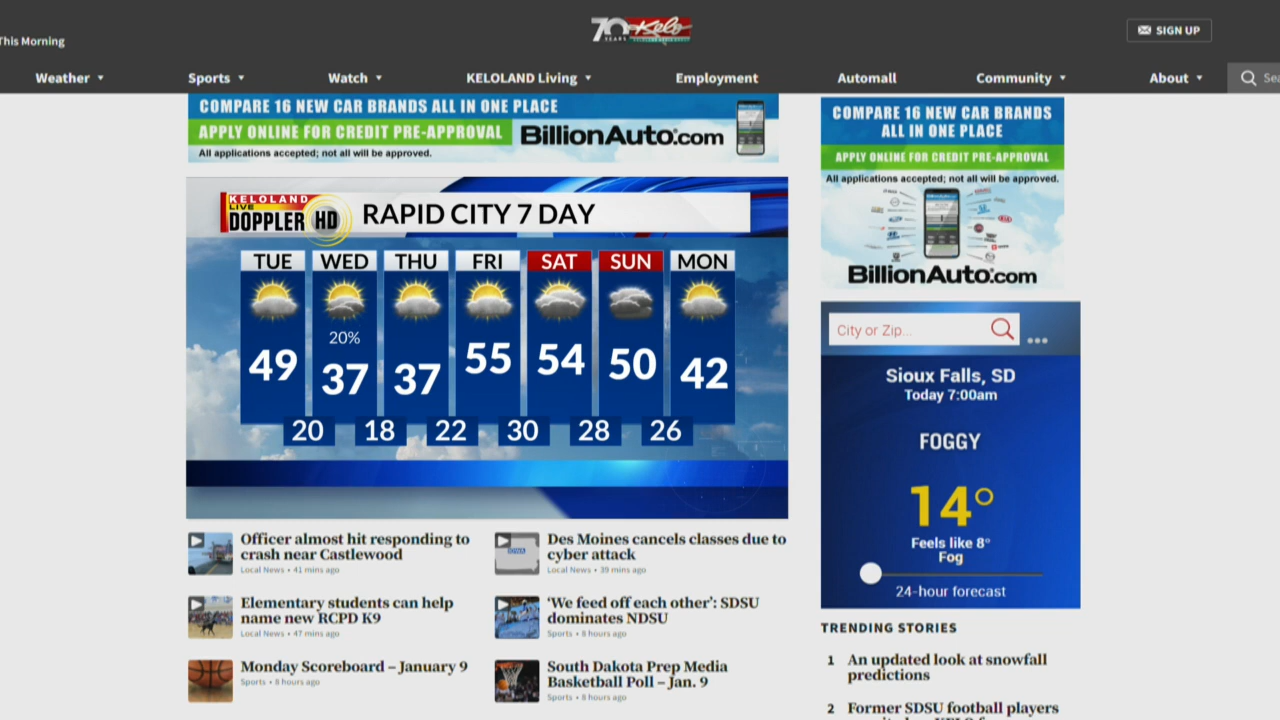 This Morning
70 YEARS Kelo
SIGN UP
Weather
Sports
Watch
KELOLAND Living
Employment
Automall
Community
About
COMPARE 16 NEW CAR BRANDS ALL IN ONE PLACE
APPLY ONLINE FOR CREDIT PRE-APPROVAL
BillionAuto.com
All applications accepted; not all will be approved.
COMPARE 16 NEW CAR BRANDS
ALL IN ONE PLACE
APPLY ONLINE FOR CREDIT PRE-APPROVAL
All applications accepted; not all will be approved.
BillionAuto.com
KELOLAND
LIVE
DOPPLER HD
RAPID CITY 7 DAY
TUE WED THU FRI SAT SUN MON
20%
49 37 37 55 54 50 42
20 18 22 30 28 26
City or Zip...
Sioux Falls, SD
Today 7:00am
FOGGY
14°
Feels like 8°
Fog
24-hour forecast
Officer almost hit responding to
crash near Castlewood
Local News • 41 mins ago
Des Moines cancels classes due to
cyber attack
Local News • 39 mins ago
Elementary students can help
name new RCPD K9
Local News • 47 mins ago
‘We feed off each other’: SDSU
dominates NDSU
Sports • 8 hours ago
Monday Scoreboard – January 9
Sports • 8 hours ago
South Dakota Prep Media
Basketball Poll – Jan. 9
Sports • 8 hours ago
TRENDING STORIES
1 An updated look at snowfall
predictions
2 Former SDSU football players